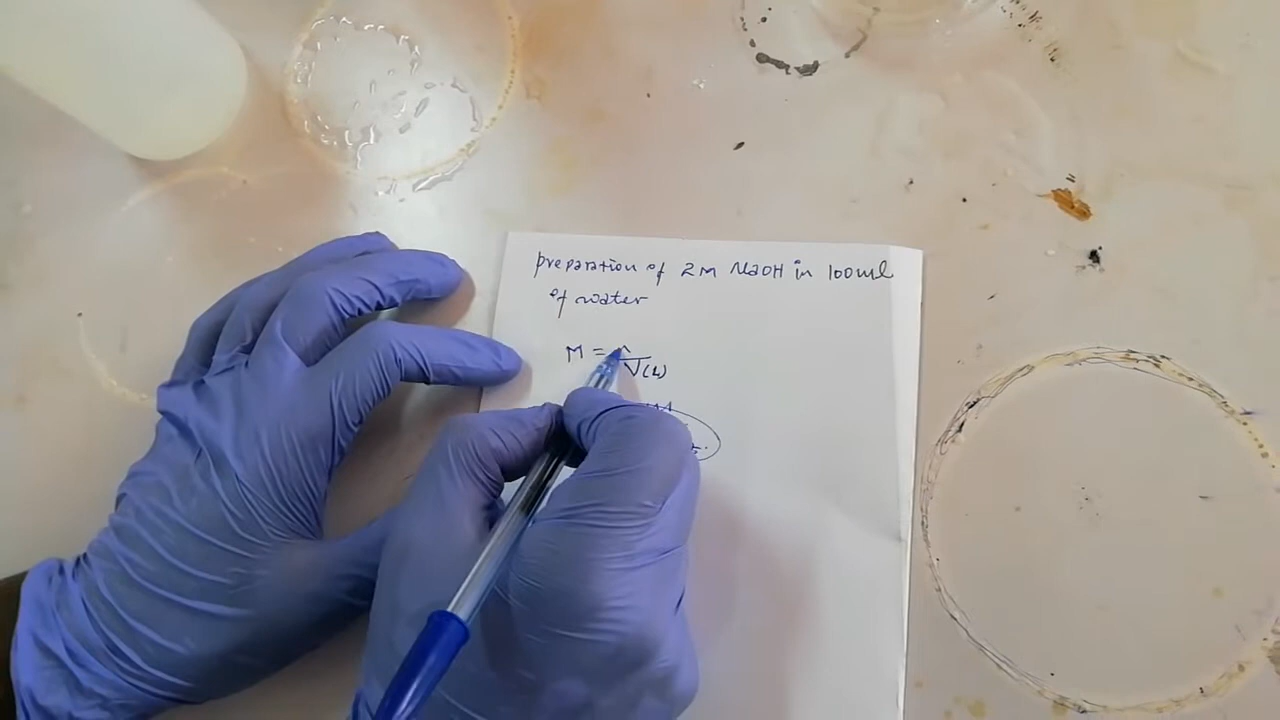 preparation of 2M NaOH in 100ml
of water
M = n
V(L)